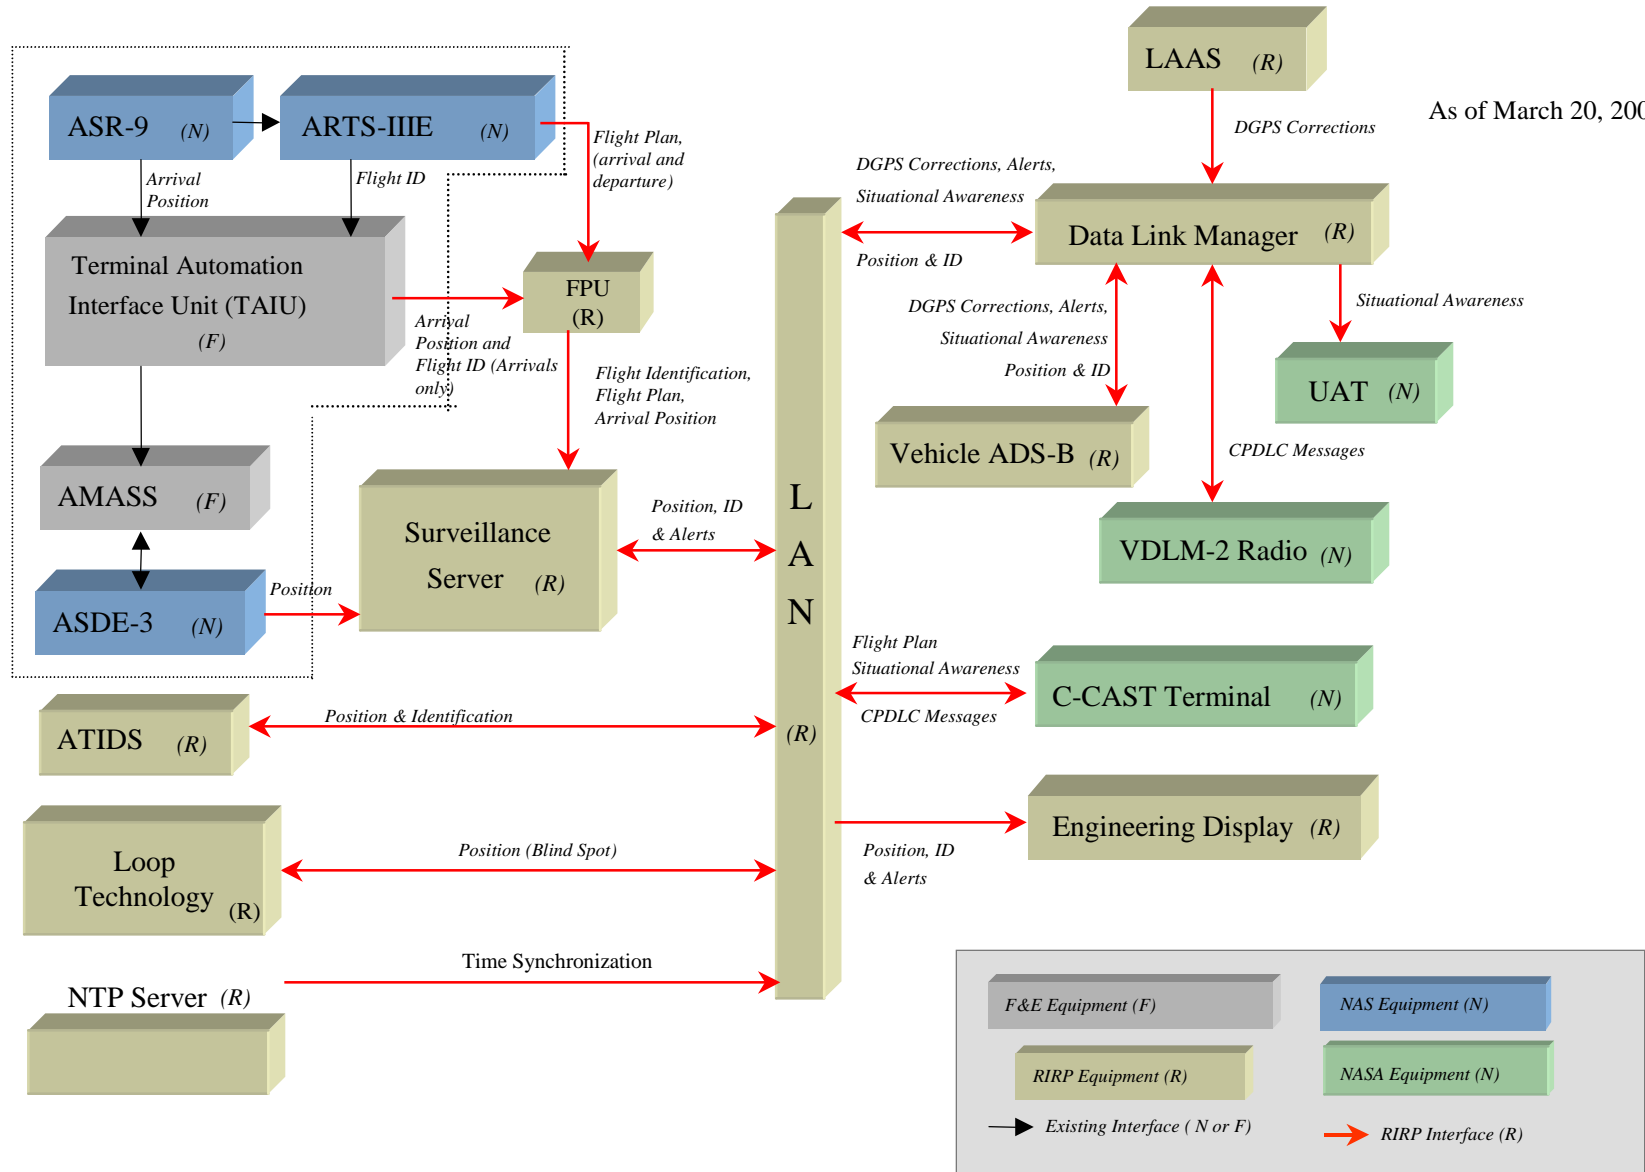 LAAS (R)
As of March 20, 200
ASR-9 (N)
ARTS-IIIE (N)
Flight Plan,
(arrival and
departure)
DGPS Corrections
Arrival
Position
Flight ID
DGPS Corrections, Alerts,
Situational Awareness
Data Link Manager (R)
Position & ID
Terminal Automation
Interface Unit (TAIU)
(F)
FPU
(R)
Arrival
Position and
Flight ID (Arrivals
only)
DGPS Corrections, Alerts,
Situational Awareness
Position & ID
Situational Awareness
UAT (N)
Flight Identification,
Flight Plan,
Arrival Position
Vehicle ADS-B (R)
CPDLC Messages
AMASS (F)
Surveillance
Server (R)
Position, ID
& Alerts
L
A
N
(R)
VDLM-2 Radio (N)
ASDE-3 (N)
Position
Flight Plan
Situational Awareness
C-CAST Terminal (N)
CPDLC Messages
ATIDS (R)
Position & Identification
Engineering Display (R)
Position, ID
& Alerts
Loop
Technology (R)
Position (Blind Spot)
Time Synchronization
NTP Server (R)
F&E Equipment (F)
NAS Equipment (N)
RIRP Equipment (R)
NASA Equipment (N)
Existing Interface ( N or F)
RIRP Interface (R)